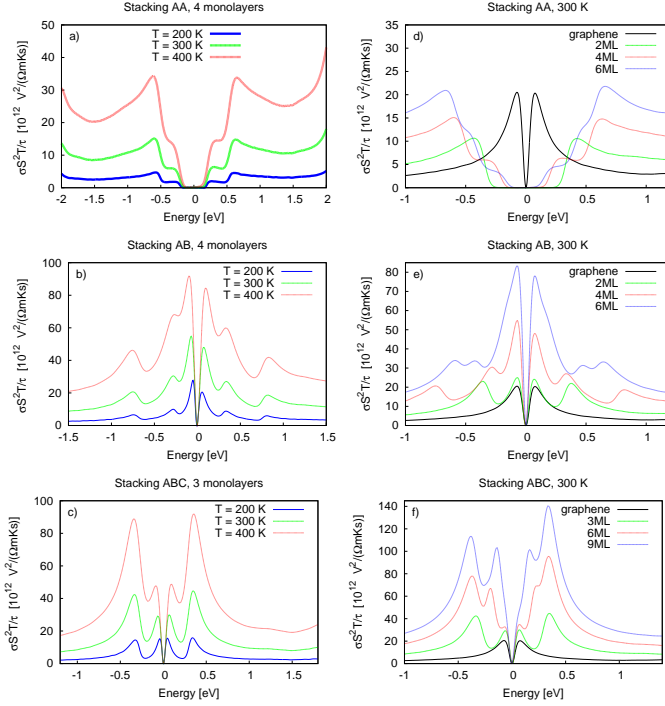 Stacking AA, 4 monolayers
a)
T = 200 K
T = 300 K
T = 400 K
50
40
30
20
10
0
-2 -1.5 -1 -0.5 0 0.5 1 1.5 2
Energy [eV]
σS²T/τ [10¹² V²/(ΩmKs)]
Stacking AA, 300 K
d)
graphene
2ML
4ML
6ML
35
30
25
20
15
10
5
0
-1 -0.5 0 0.5 1
Energy [eV]
σS²T/τ [10¹² V²/(ΩmKs)]
Stacking AB, 4 monolayers
b)
T = 200 K
T = 300 K
T = 400 K
100
80
60
40
20
0
-1.5 -1 -0.5 0 0.5 1 1.5
Energy [eV]
σS²T/τ [10¹² V²/(ΩmKs)]
Stacking AB, 300 K
e)
graphene
2ML
4ML
6ML
80
70
60
50
40
30
20
10
0
-1 -0.5 0 0.5 1
Energy [eV]
σS²T/τ [10¹² V²/(ΩmKs)]
Stacking ABC, 3 monolayers
c)
T = 200 K
T = 300 K
T = 400 K
100
80
60
40
20
0
-1 -0.5 0 0.5 1 1.5
Energy [eV]
σS²T/τ [10¹² V²/(ΩmKs)]
Stacking ABC, 300 K
f)
graphene
3ML
6ML
9ML
140
120
100
80
60
40
20
0
-1 -0.5 0 0.5 1
Energy [eV]
σS²T/τ [10¹² V²/(ΩmKs)]